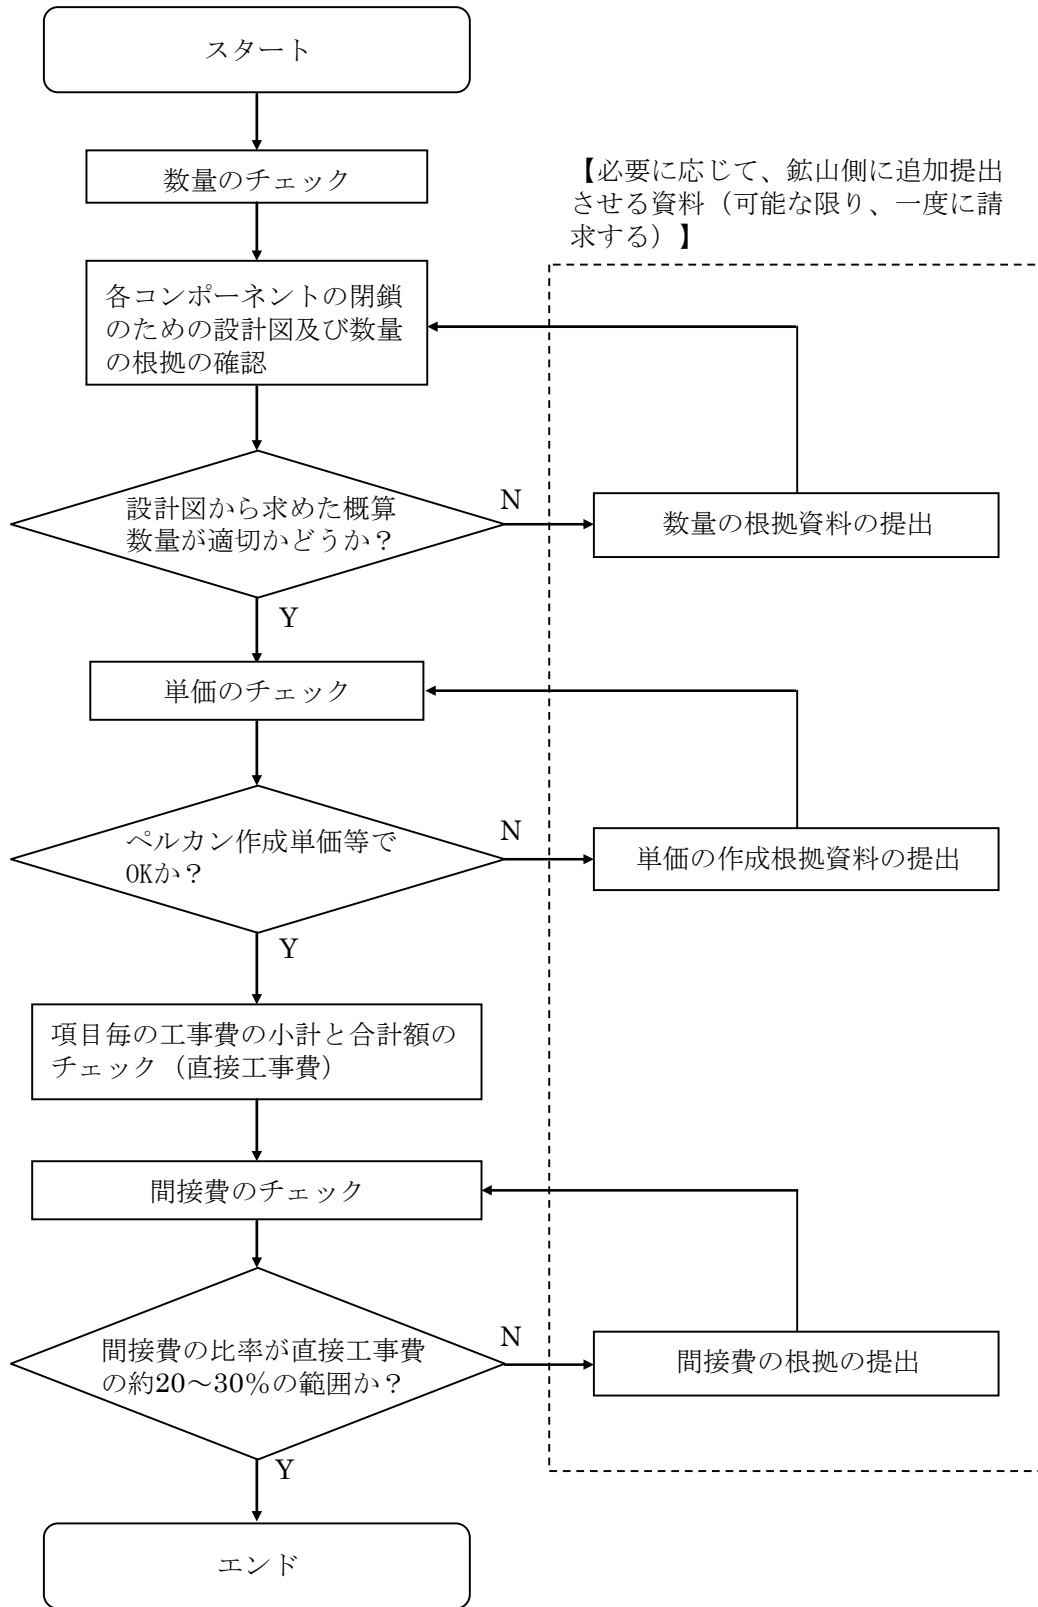 スタート
数量のチェック
【必要に応じて、鉱山側に追加提出
させる資料（可能な限り、一度に請
求する）】
各コンポーネントの閉鎖
のための設計図及び数量
の根拠の確認
設計図から求めた概算
数量が適切かどうか？
N
数量の根拠資料の提出
Y
単価のチェック
ペルカン作成単価等で
OKか？
N
単価の作成根拠資料の提出
Y
項目毎の工事費の小計と合計額の
チェック（直接工事費）
間接費のチェック
間接費の比率が直接工事費
の約20～30％の範囲か？
N
間接費の根拠の提出
Y
エンド